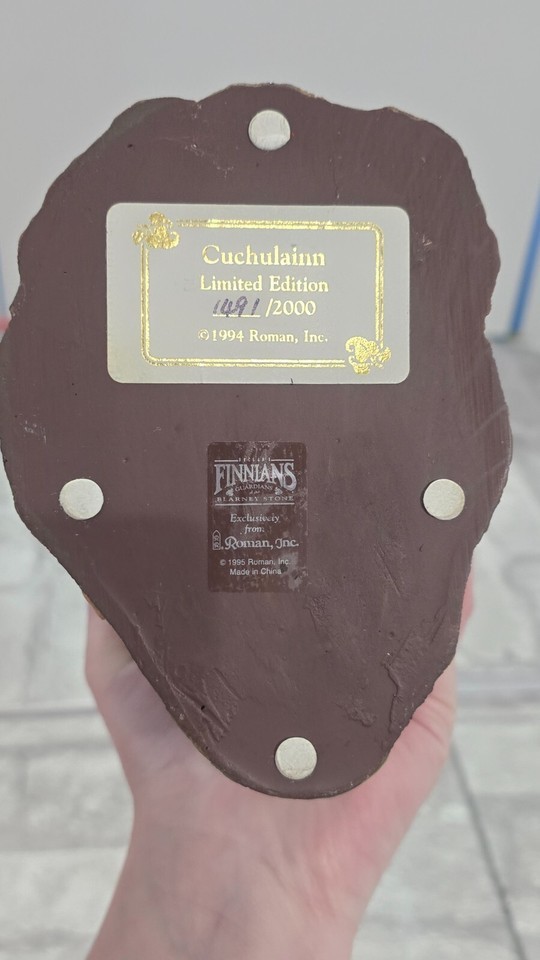 Cuchulainn
Limited Edition
1491/2000
©1994 Roman, Inc.
FINNIANS
GUARDIANS
BLARNEY STONE
Exclusively
from
Roman, Inc.
© 1995 Roman, Inc.
Made in China